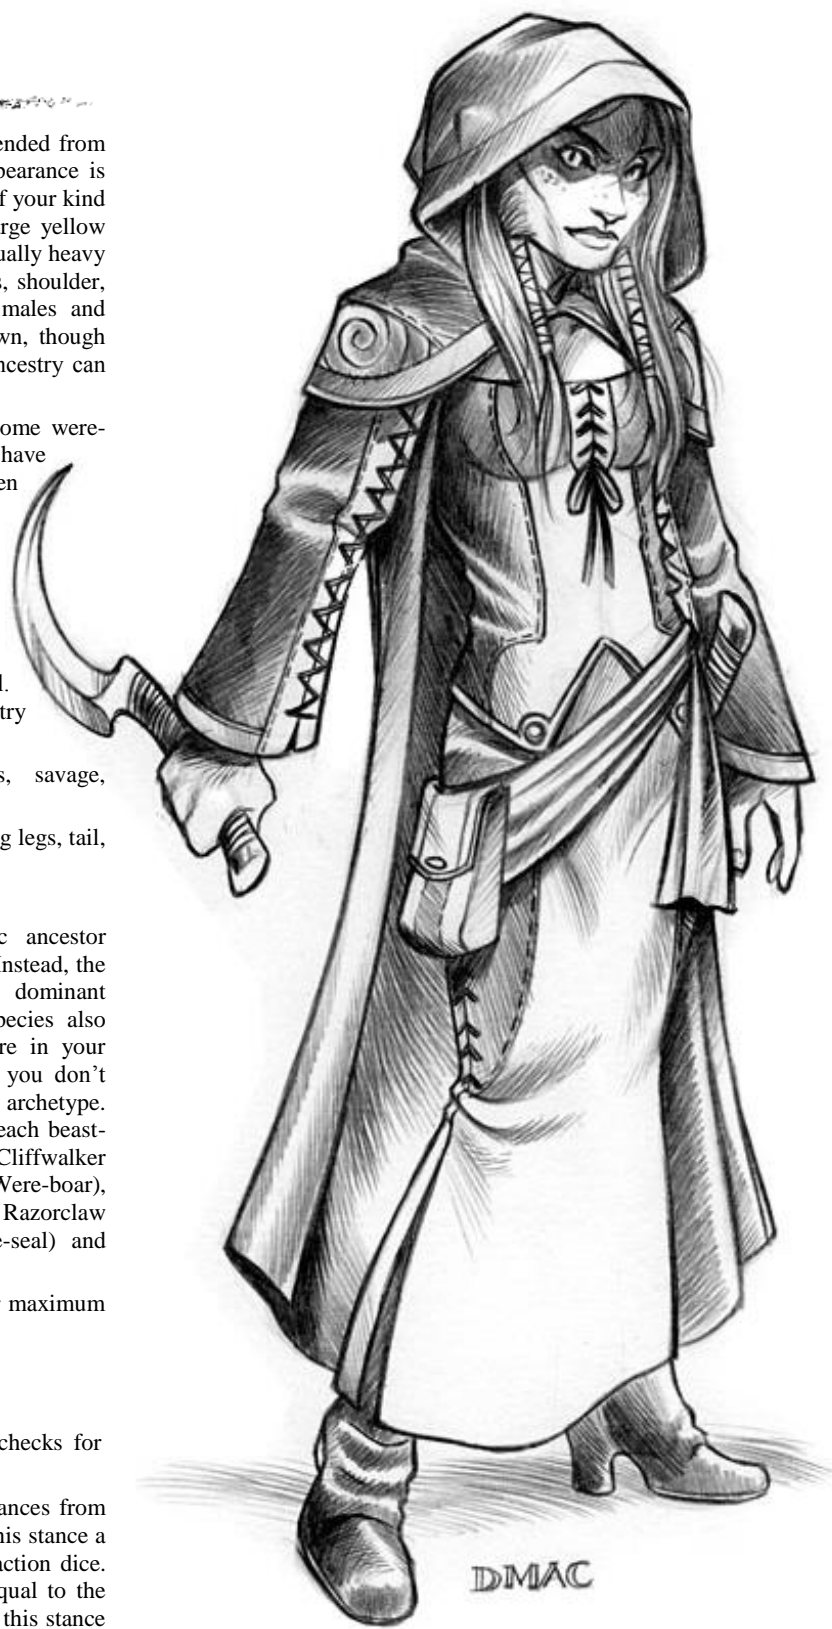 ended from
pearance is
f your kind
rge yellow
ually heavy
s, shoulder,
males and
wn, though
ncestry can
ome were-
have
en
l.
try
s, savage,
g legs, tail,
c ancestor
Instead, the
dominant
pecies also
re in your
you don't
archetype.
each beast-
Cliffwalker
Were-boar),
Razorclaw
e-seal) and
maximum
checks for
ances from
his stance a
action dice.
qual to the
this stance
DMAC